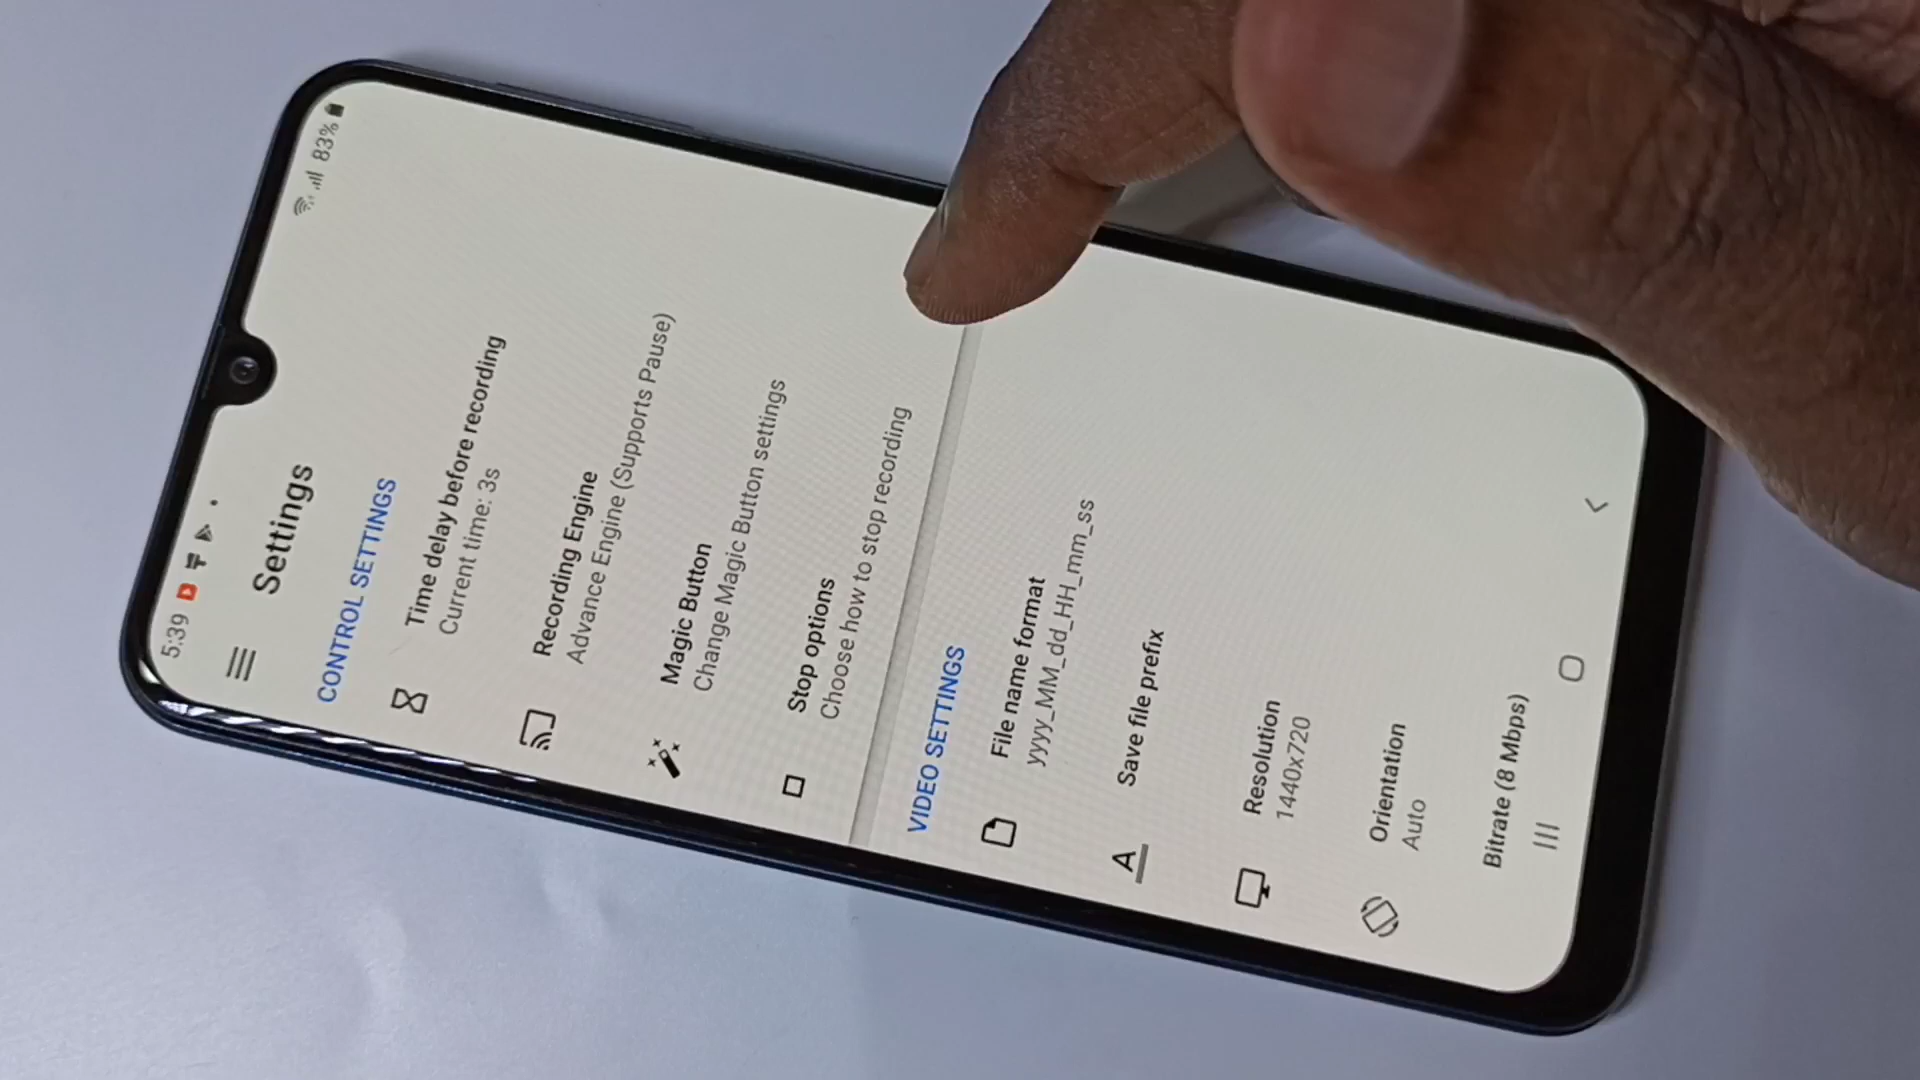 5:39
83%
Settings
CONTROL SETTINGS
Time delay before recording
Current time: 3s
Recording Engine
Advance Engine (Supports Pause)
Magic Button
Change Magic Button settings
Stop options
Choose how to stop recording
VIDEO SETTINGS
File name format
yyyy_MM_dd_HH_mm_ss
A
Save file prefix
Resolution
1440x720
Orientation
Auto
Bitrate (8 Mbps)